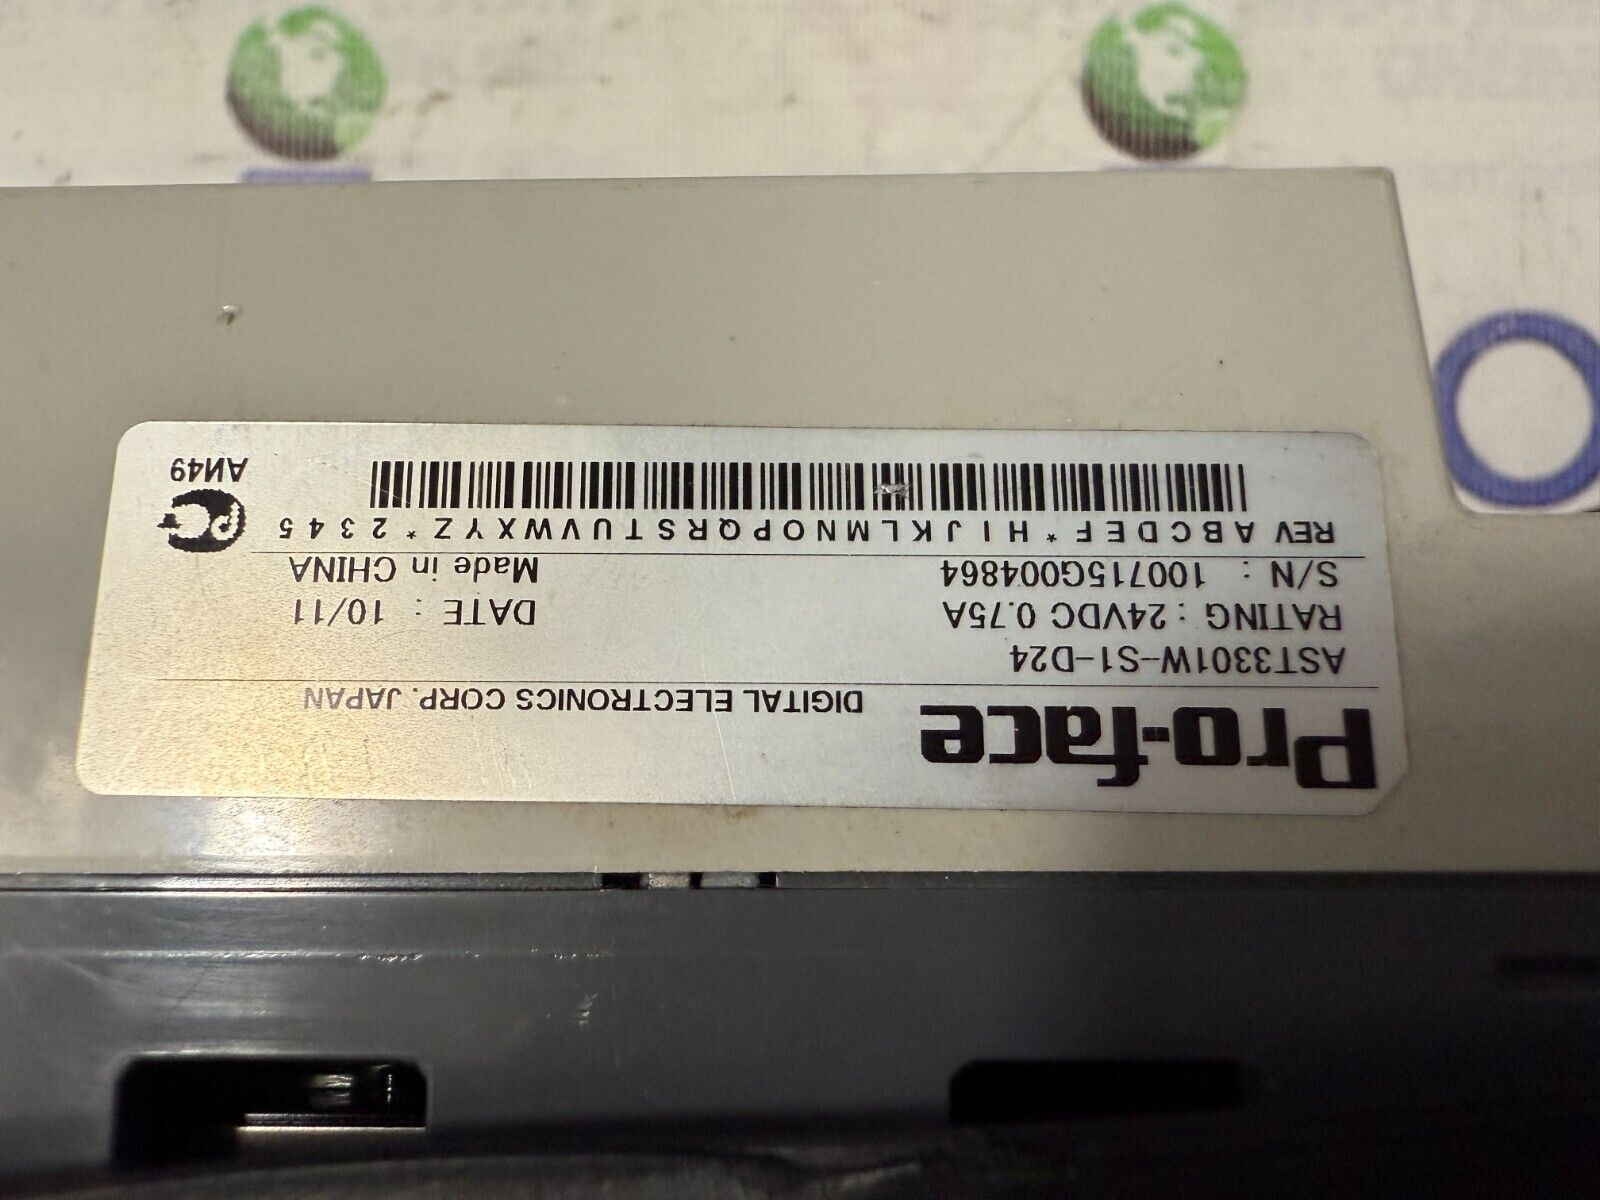 Pro-face
DIGITAL ELECTRONICS CORP. JAPAN
AST3301W-S1-D24
RATING : 24VDC 0.75A
DATE : 10/11
S/N : 100715G004864
Made in CHINA
REV A B C D E F * H I J K L M N O P Q R S T U V W X Y Z * 2 3 4 5
АИ49